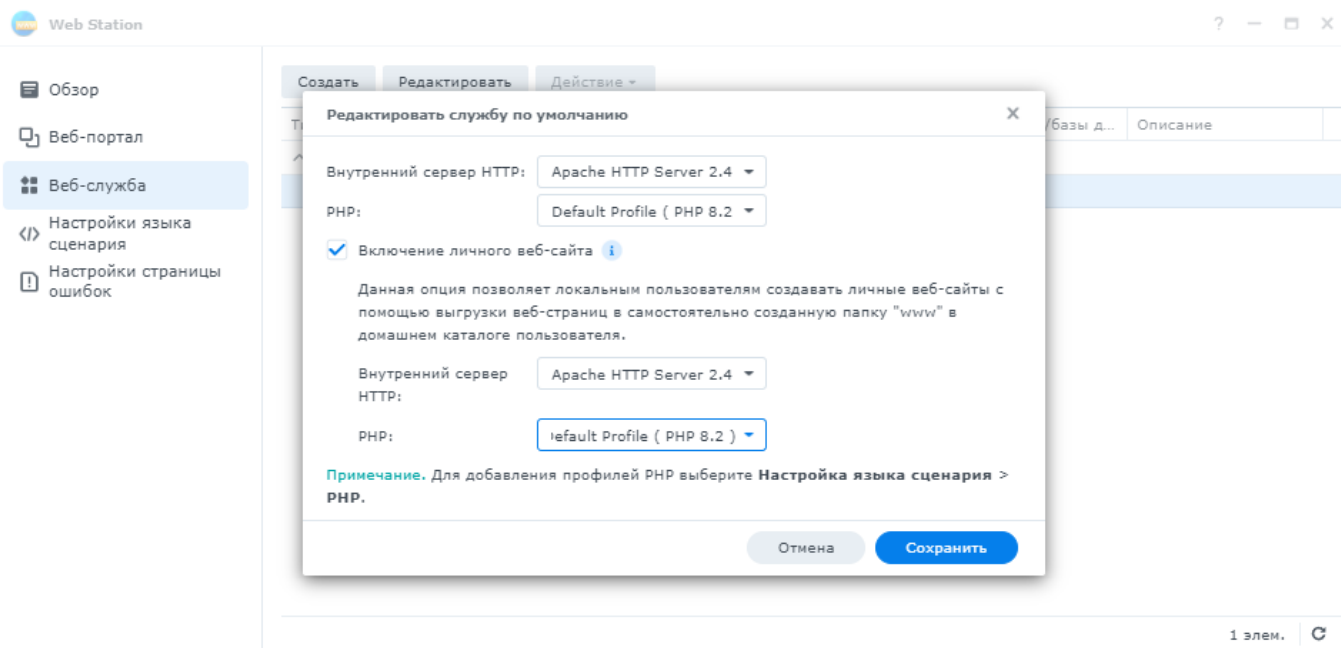 Web Station
Обзор
Веб-портал
Веб-служба
Настройки языка
сценария
Настройки страницы
ошибок
Создать Редактировать Действие
/базы д... Описание
Редактировать службу по умолчанию
Внутренний сервер HTTP: Apache HTTP Server 2.4
PHP: Default Profile ( PHP 8.2
Включение личного веб-сайта
Данная опция позволяет локальным пользователям создавать личные веб-сайты с
помощью выгрузки веб-страниц в самостоятельно созданную папку "www" в
домашнем каталоге пользователя.
Внутренний сервер
HTTP:
Apache HTTP Server 2.4
PHP: efault Profile ( PHP 8.2 )
Примечание. Для добавления профилей PHP выберите Настройка языка сценария >
PHP.
Отмена Сохранить
1 элем.